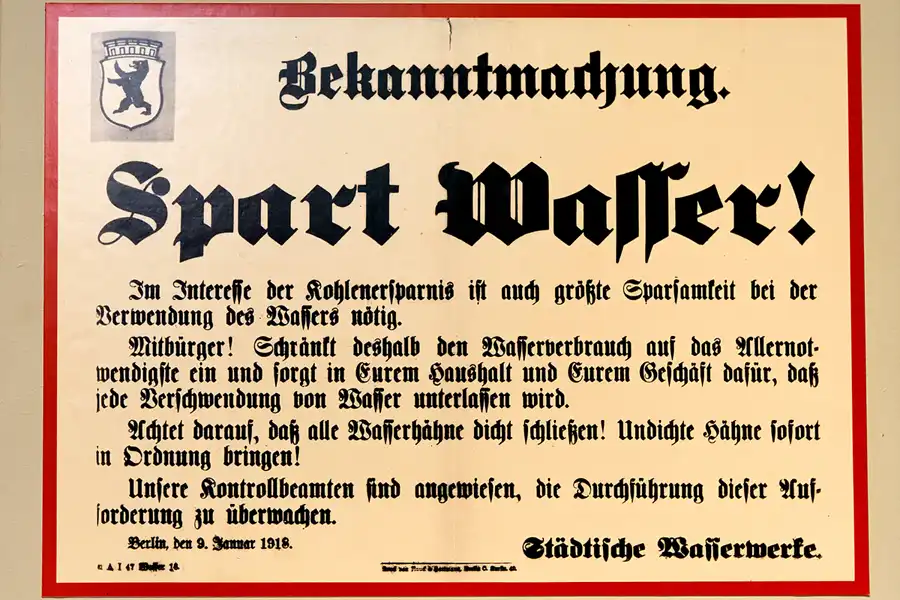 Bekanntmachung.
Spart Wasser!
Im Interesse der Kohlenersparnis ist auch größte Sparsamkeit bei der
Verwendung des Wassers nötig.
Mitbürger! Schränkt deshalb den Wasserverbrauch auf das Allernot-
wendigste ein und sorgt in Eurem Haushalt und Eurem Geschäft dafür, daß
jede Verschwendung von Wasser unterlassen wird.
Achtet darauf, daß alle Wasserhähne dicht schließen! Undichte Hähne sofort
in Ordnung bringen!
Unsere Kontrollbeamten sind angewiesen, die Durchführung dieser Auf-
forderung zu überwachen.
Berlin, den 9. Januar 1918.
Städtische Wasserwerke.
A I 47 Wasser 18.